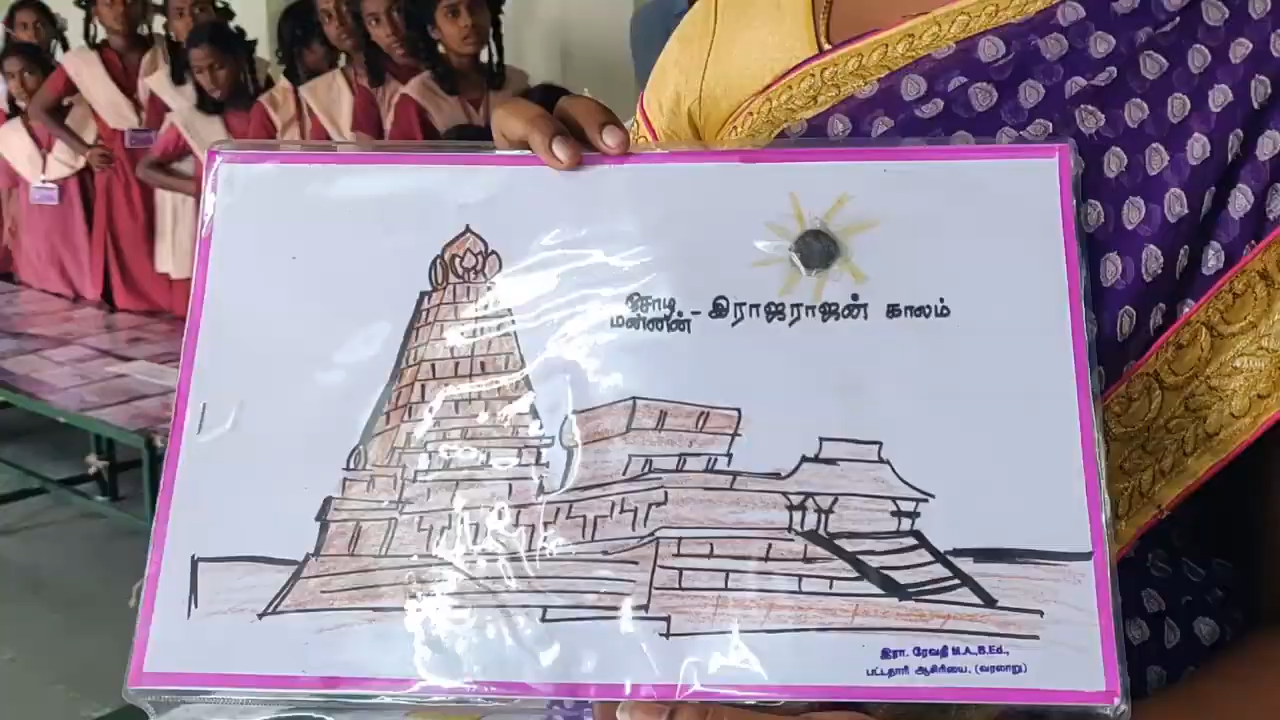 சோழ
மன்னன் - இராஜராஜன் காலம்
இரா. ரேவதி M.A.,B.Ed.,
பட்டதாரி ஆசிரியை. (வரலாறு)